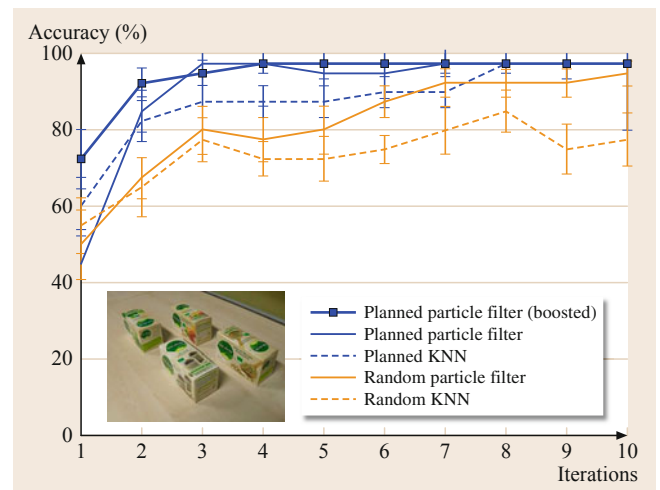 Accuracy (%)
100
80
60
40
20
0
Planned particle filter (boosted)
Planned particle filter
Planned KNN
Random particle filter
Random KNN
1 2 3 4 5 6 7 8 9 10
Iterations